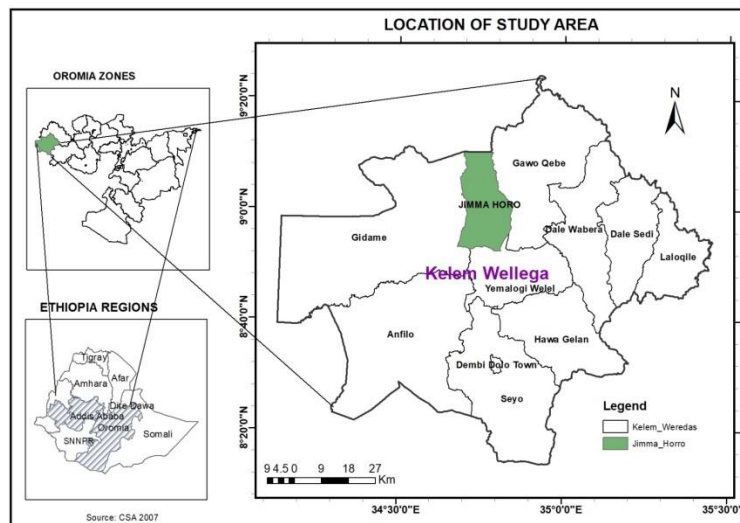 LOCATION OF STUDY AREA
OROMIA ZONES
ETHIOPIA REGIONS
Tigray
Afar
Amhara
Dire Dawa
Addis Ababa
Oromia
Somali
SNNPR
Source: CSA 2007
9°20'0"N
9°0'0"N
8°40'0"N
8°20'0"N
N
Gawo Qebe
JIMMA HORO
Gidame
Dale Wabera
Dale Sedi
Laloqile
Kelem Wellega
Yemalogi Welel
Anfilo
Hawa Gelan
Dembi Dolo Town
Seyo
Legend
Kelem_Weredas
Jimma_Horro
9 4.5 0 9 18 27
Km
34°30'0"E
35°0'0"E
35°30'0"E